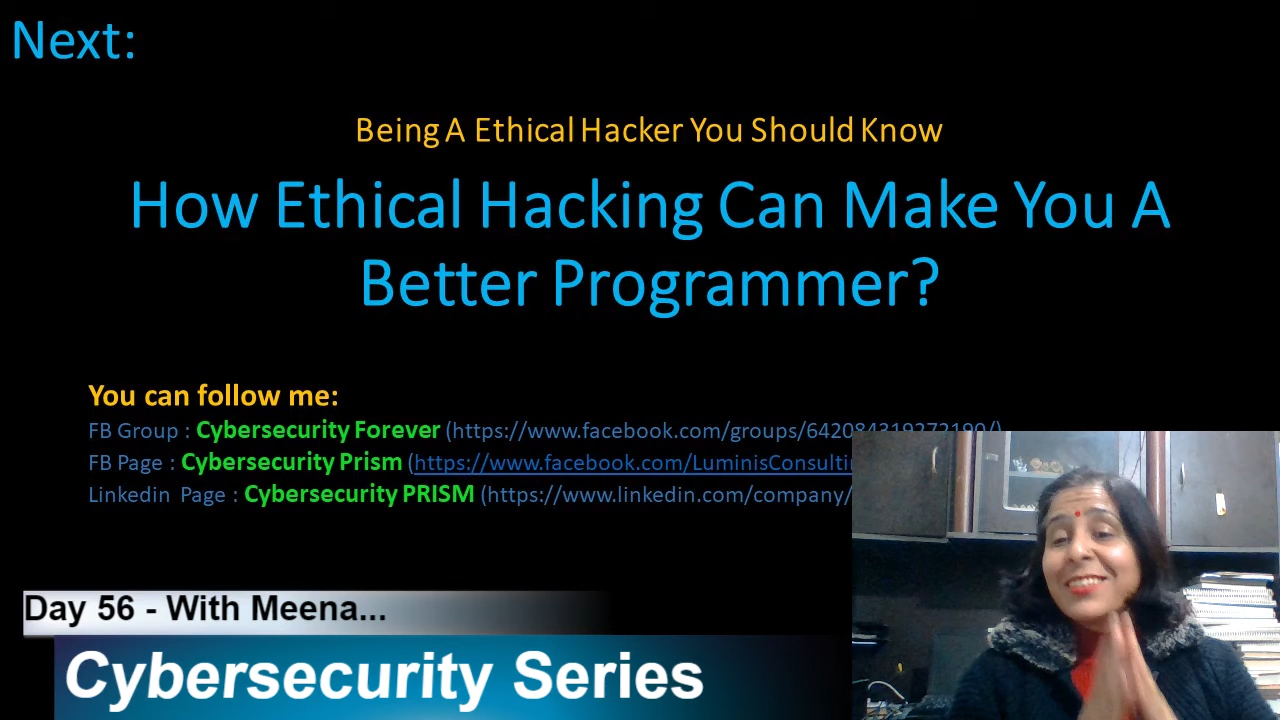 Next:
Being A Ethical Hacker You Should Know
How Ethical Hacking Can Make You A
Better Programmer?
You can follow me:
FB Group : Cybersecurity Forever (https://www.facebook.com/groups/642084319272190/)
FB Page : Cybersecurity Prism (https://www.facebook.com/LuminisConsultin
Linkedin Page : Cybersecurity PRISM (https://www.linkedin.com/company/
Day 56 - With Meena...
Cybersecurity Series